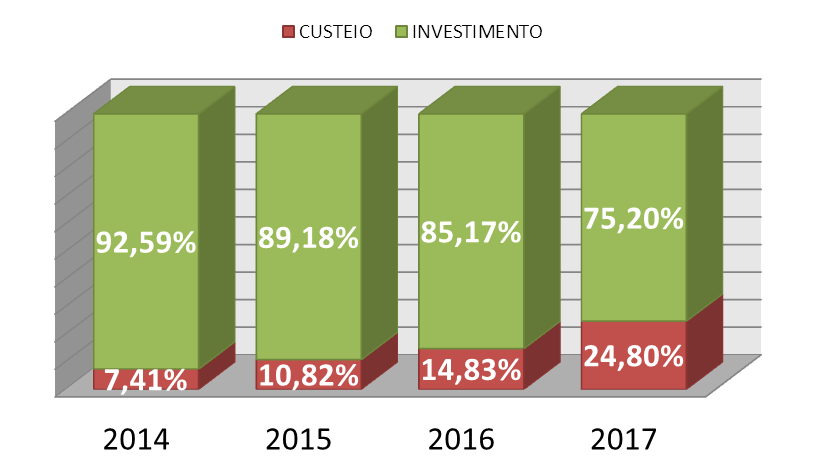 CUSTEIO INVESTIMENTO
92,59% 89,18% 85,17% 75,20%
7,41% 10,82% 14,83% 24,80%
2014 2015 2016 2017